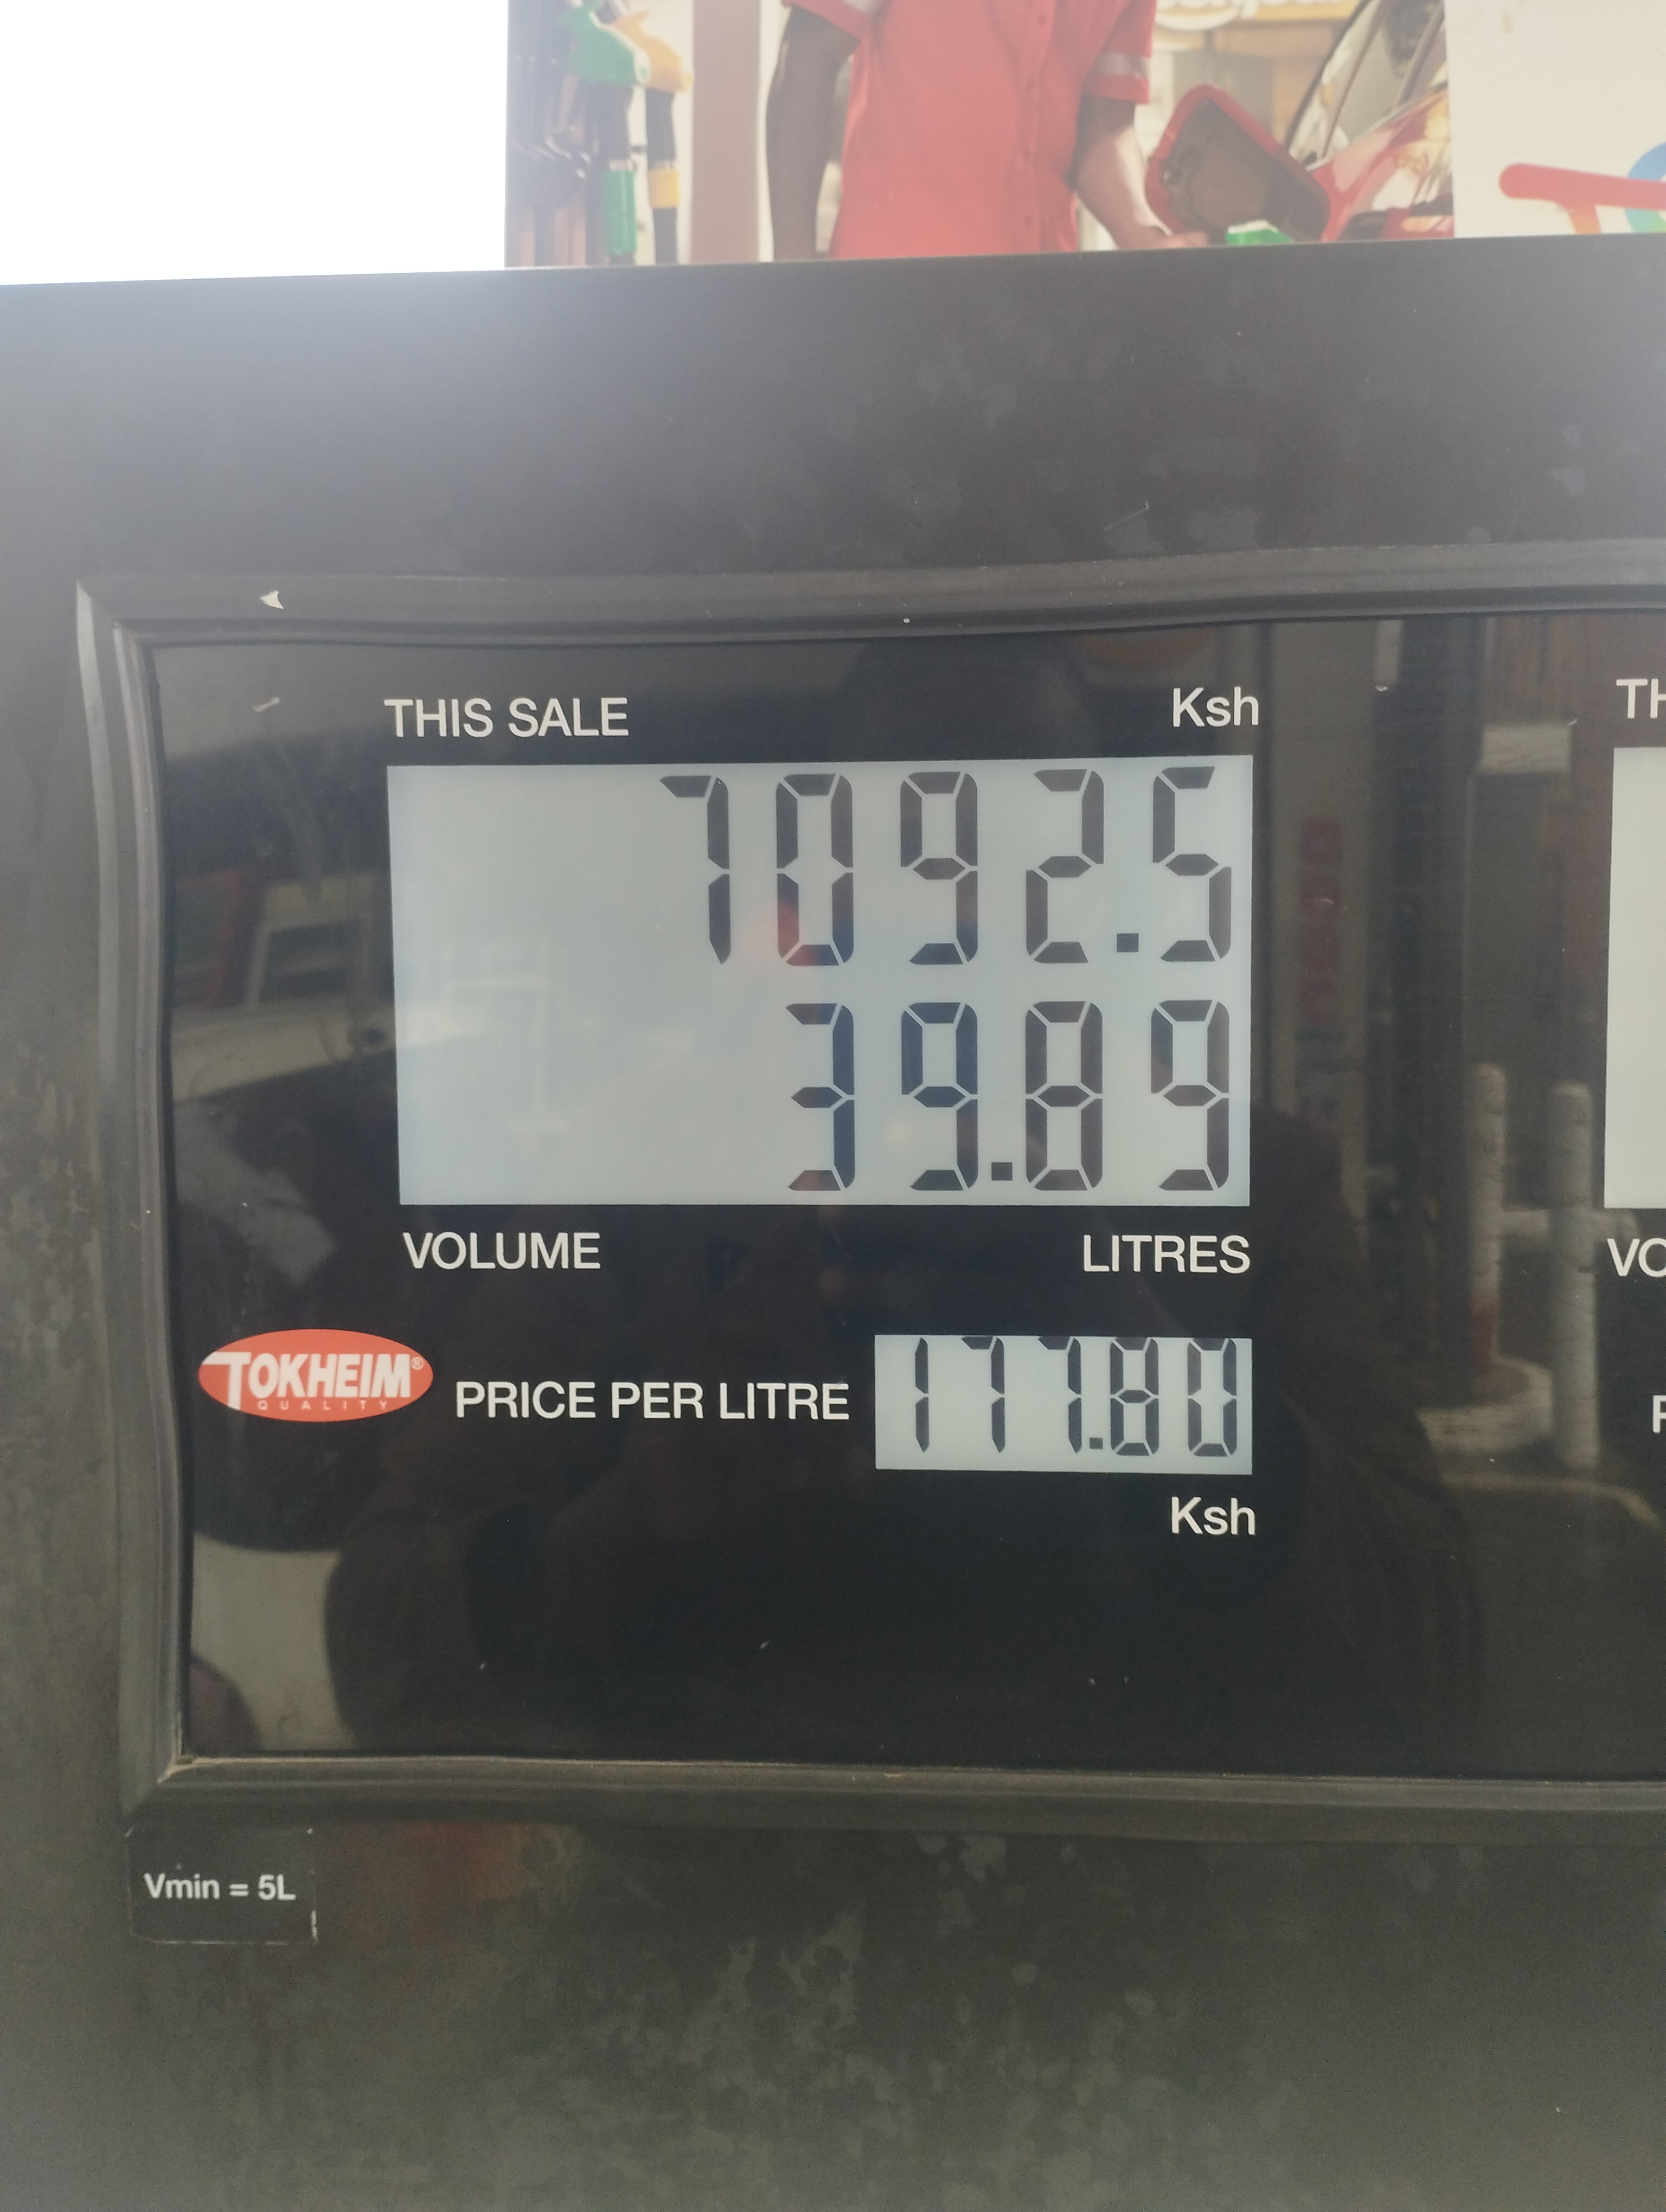 THIS SALE Ksh
7092.5
39.89
VOLUME LITRES
TOKHEIM®
QUALITY
PRICE PER LITRE 177.80
Ksh
Vmin = 5L